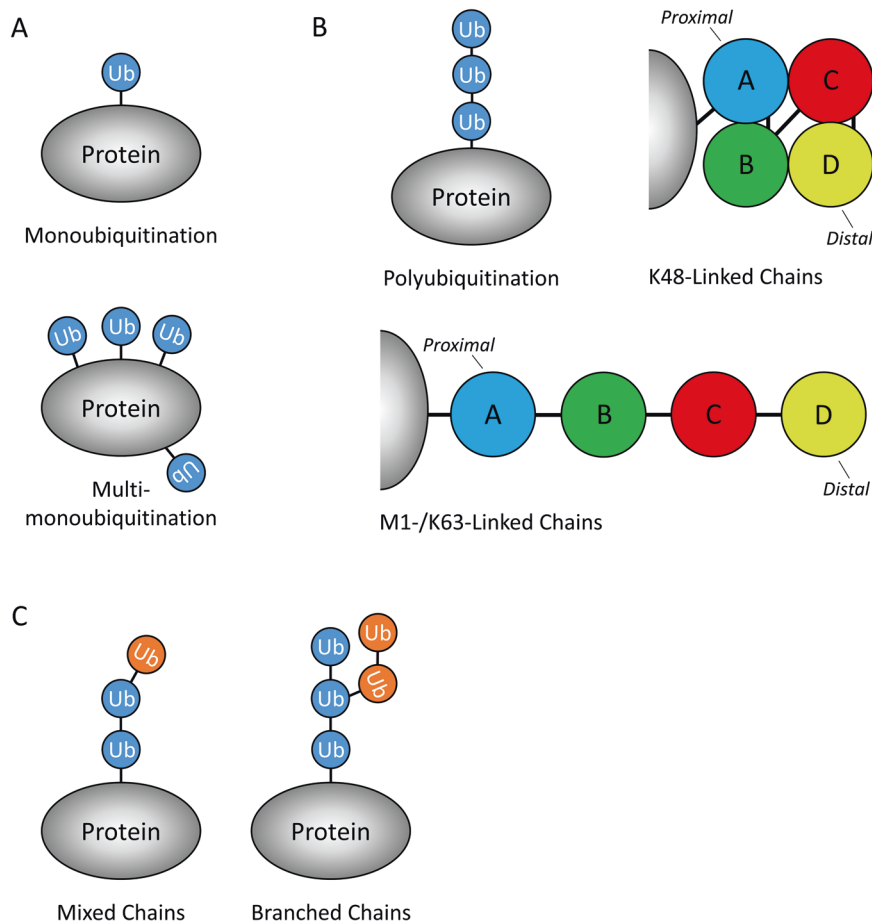 A
Ub
Protein
Monoubiquitination
Ub
Ub
Ub
Protein
Ub
Multi-
monoubiquitination
B
Ub
Ub
Ub
Protein
Polyubiquitination
Proximal
A
C
B
D
Distal
K48-Linked Chains
Proximal
A
B
C
D
Distal
M1-/K63-Linked Chains
C
Ub
Ub
Ub
Protein
Mixed Chains
Ub
Ub
Ub
Ub
Ub
Protein
Branched Chains